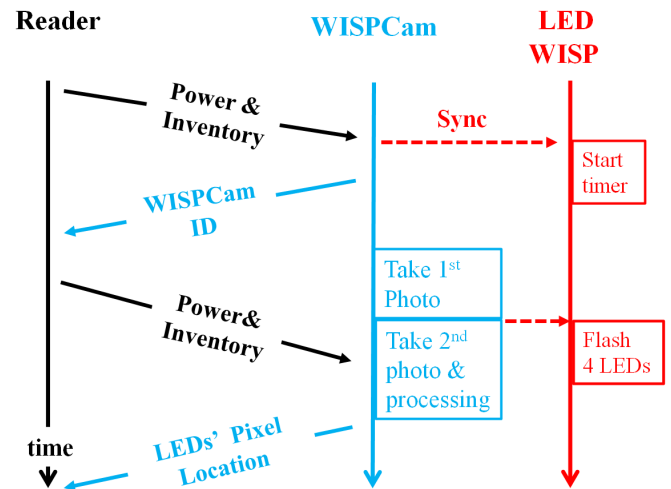 Reader
WISPCam
LED
WISP
Power &
Inventory
Sync
Start
timer
WISPCam
ID
Take 1st
Photo
Power&
Inventory
Take 2nd
photo &
processing
Flash
4 LEDs
time
LEDs' Pixel
Location